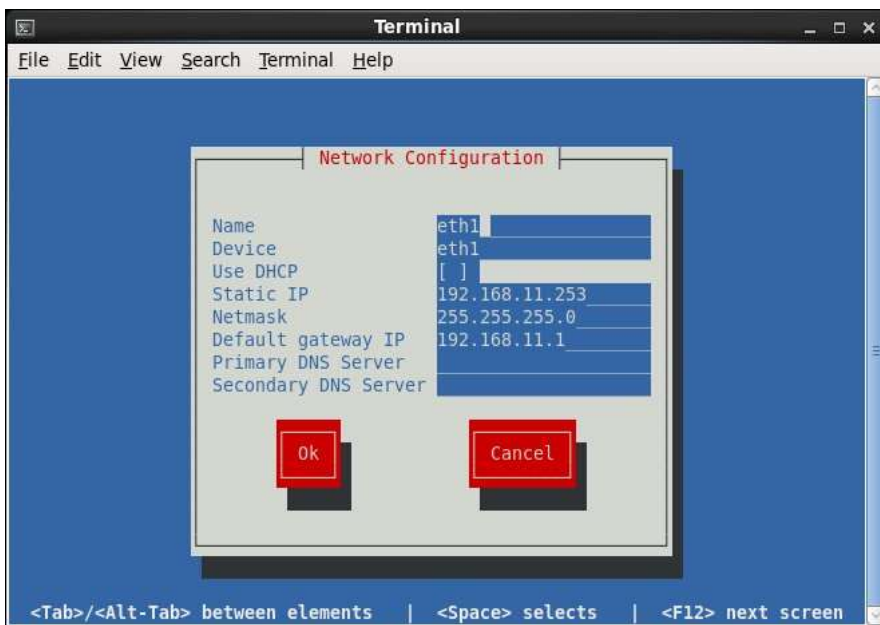 Terminal
File Edit View Search Terminal Help
Network Configuration
Name eth1
Device eth1
Use DHCP [ ]
Static IP 192.168.11.253
Netmask 255.255.255.0
Default gateway IP 192.168.11.1
Primary DNS Server
Secondary DNS Server
Ok Cancel
<Tab>/<Alt-Tab> between elements | <Space> selects | <F12> next screen